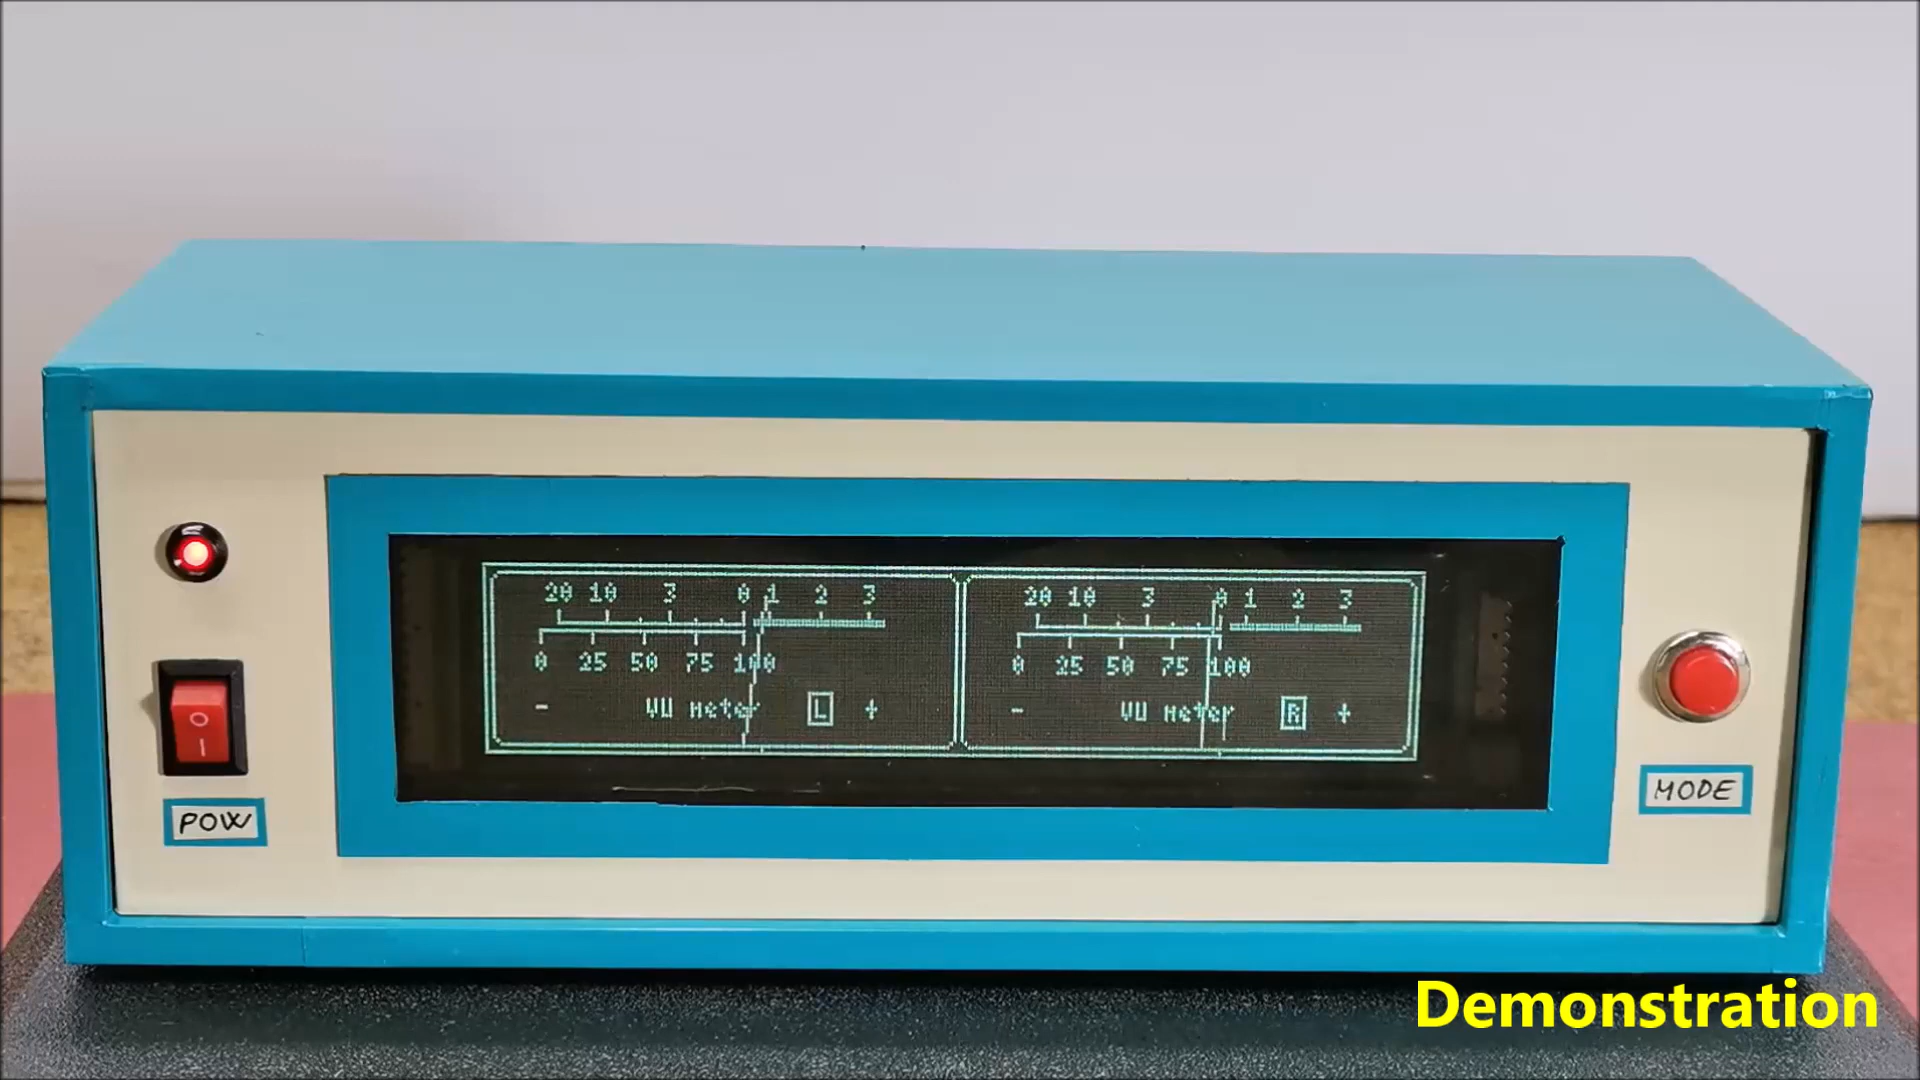 20 10 3 0 1 2 3
0 25 50 75 100
- VU meter L +
20 10 3 0 1 2 3
0 25 50 75 100
- VU meter R +
O
I
POW
MODE
Demonstration